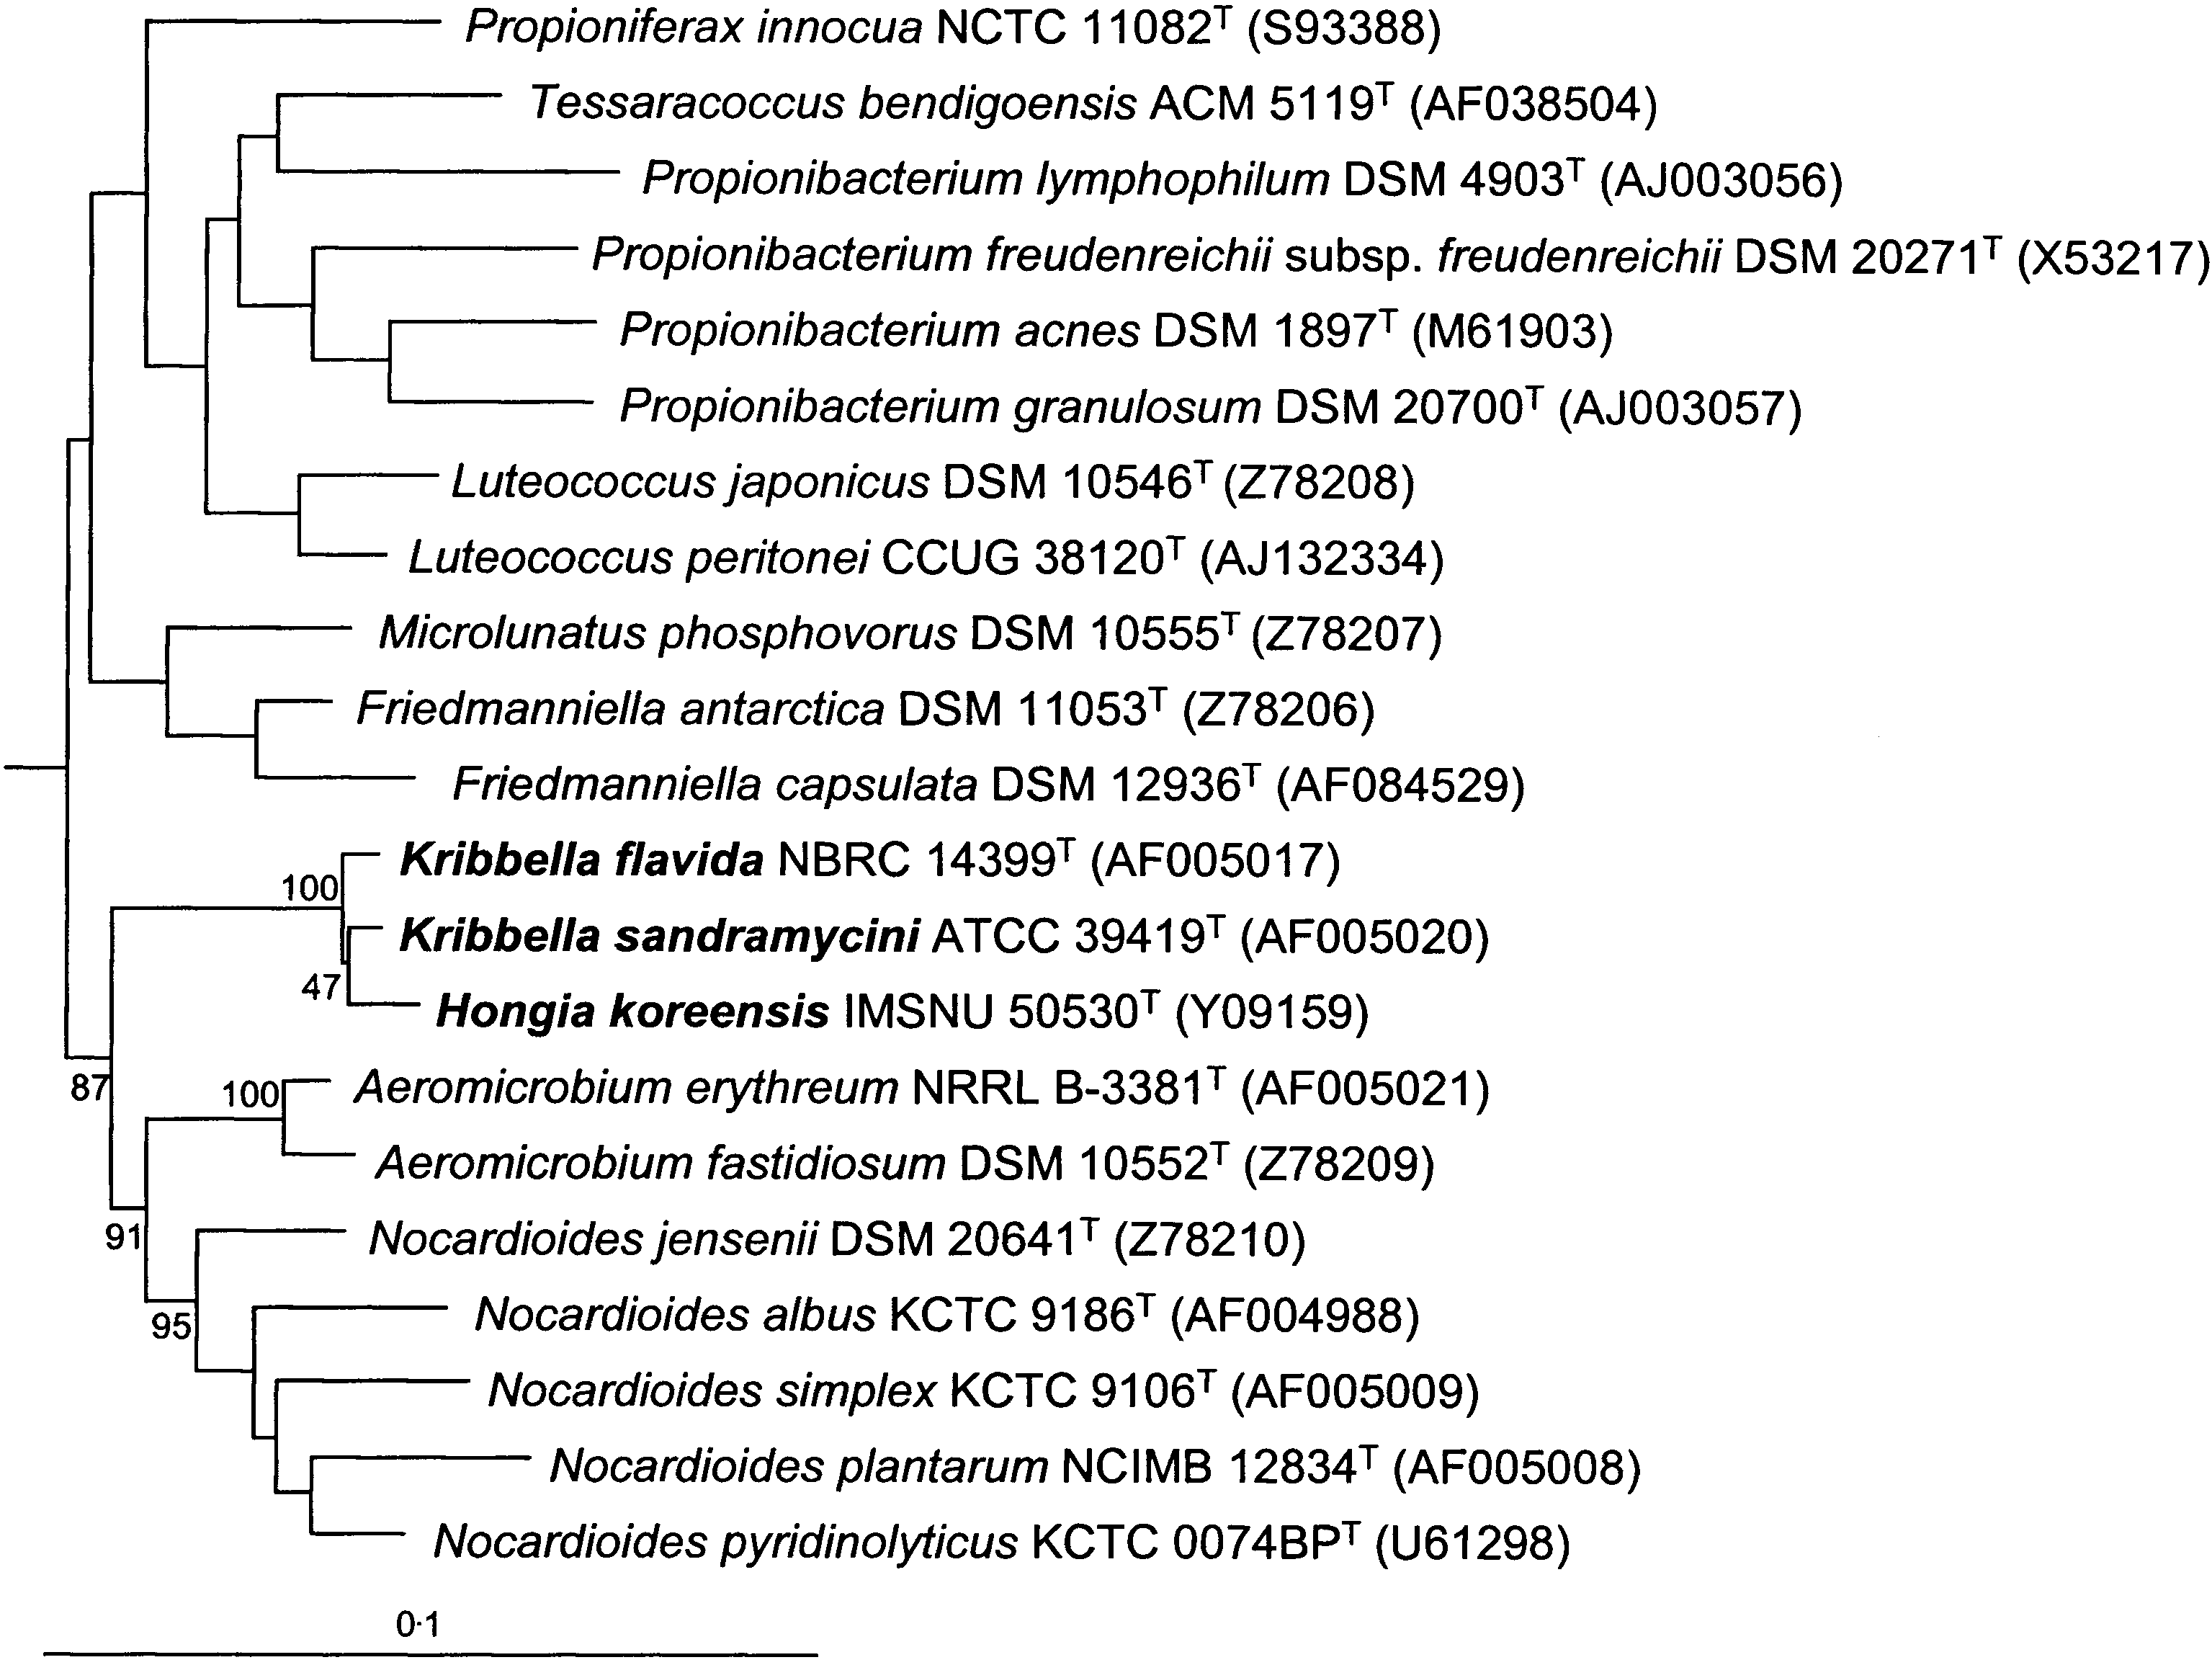 Propioniferax innocua NCTC 11082ᵀ (S93388)
Tessaracoccus bendigoensis ACM 5119ᵀ (AF038504)
Propionibacterium lymphophilum DSM 4903ᵀ (AJ003056)
Propionibacterium freudenreichii subsp. freudenreichii DSM 20271ᵀ (X53217)
Propionibacterium acnes DSM 1897ᵀ (M61903)
Propionibacterium granulosum DSM 20700ᵀ (AJ003057)
Luteococcus japonicus DSM 10546ᵀ (Z78208)
Luteococcus peritonei CCUG 38120ᵀ (AJ132334)
Microlunatus phosphovorus DSM 10555ᵀ (Z78207)
Friedmanniella antarctica DSM 11053ᵀ (Z78206)
Friedmanniella capsulata DSM 12936ᵀ (AF084529)
Kribbella flavida NBRC 14399ᵀ (AF005017)
100
Kribbella sandramycini ATCC 39419ᵀ (AF005020)
47
Hongia koreensis IMSNU 50530ᵀ (Y09159)
87
100
Aeromicrobium erythreum NRRL B-3381ᵀ (AF005021)
Aeromicrobium fastidiosum DSM 10552ᵀ (Z78209)
91
Nocardioides jensenii DSM 20641ᵀ (Z78210)
95
Nocardioides albus KCTC 9186ᵀ (AF004988)
Nocardioides simplex KCTC 9106ᵀ (AF005009)
Nocardioides plantarum NCIMB 12834ᵀ (AF005008)
Nocardioides pyridinolyticus KCTC 0074BPᵀ (U61298)
0·1